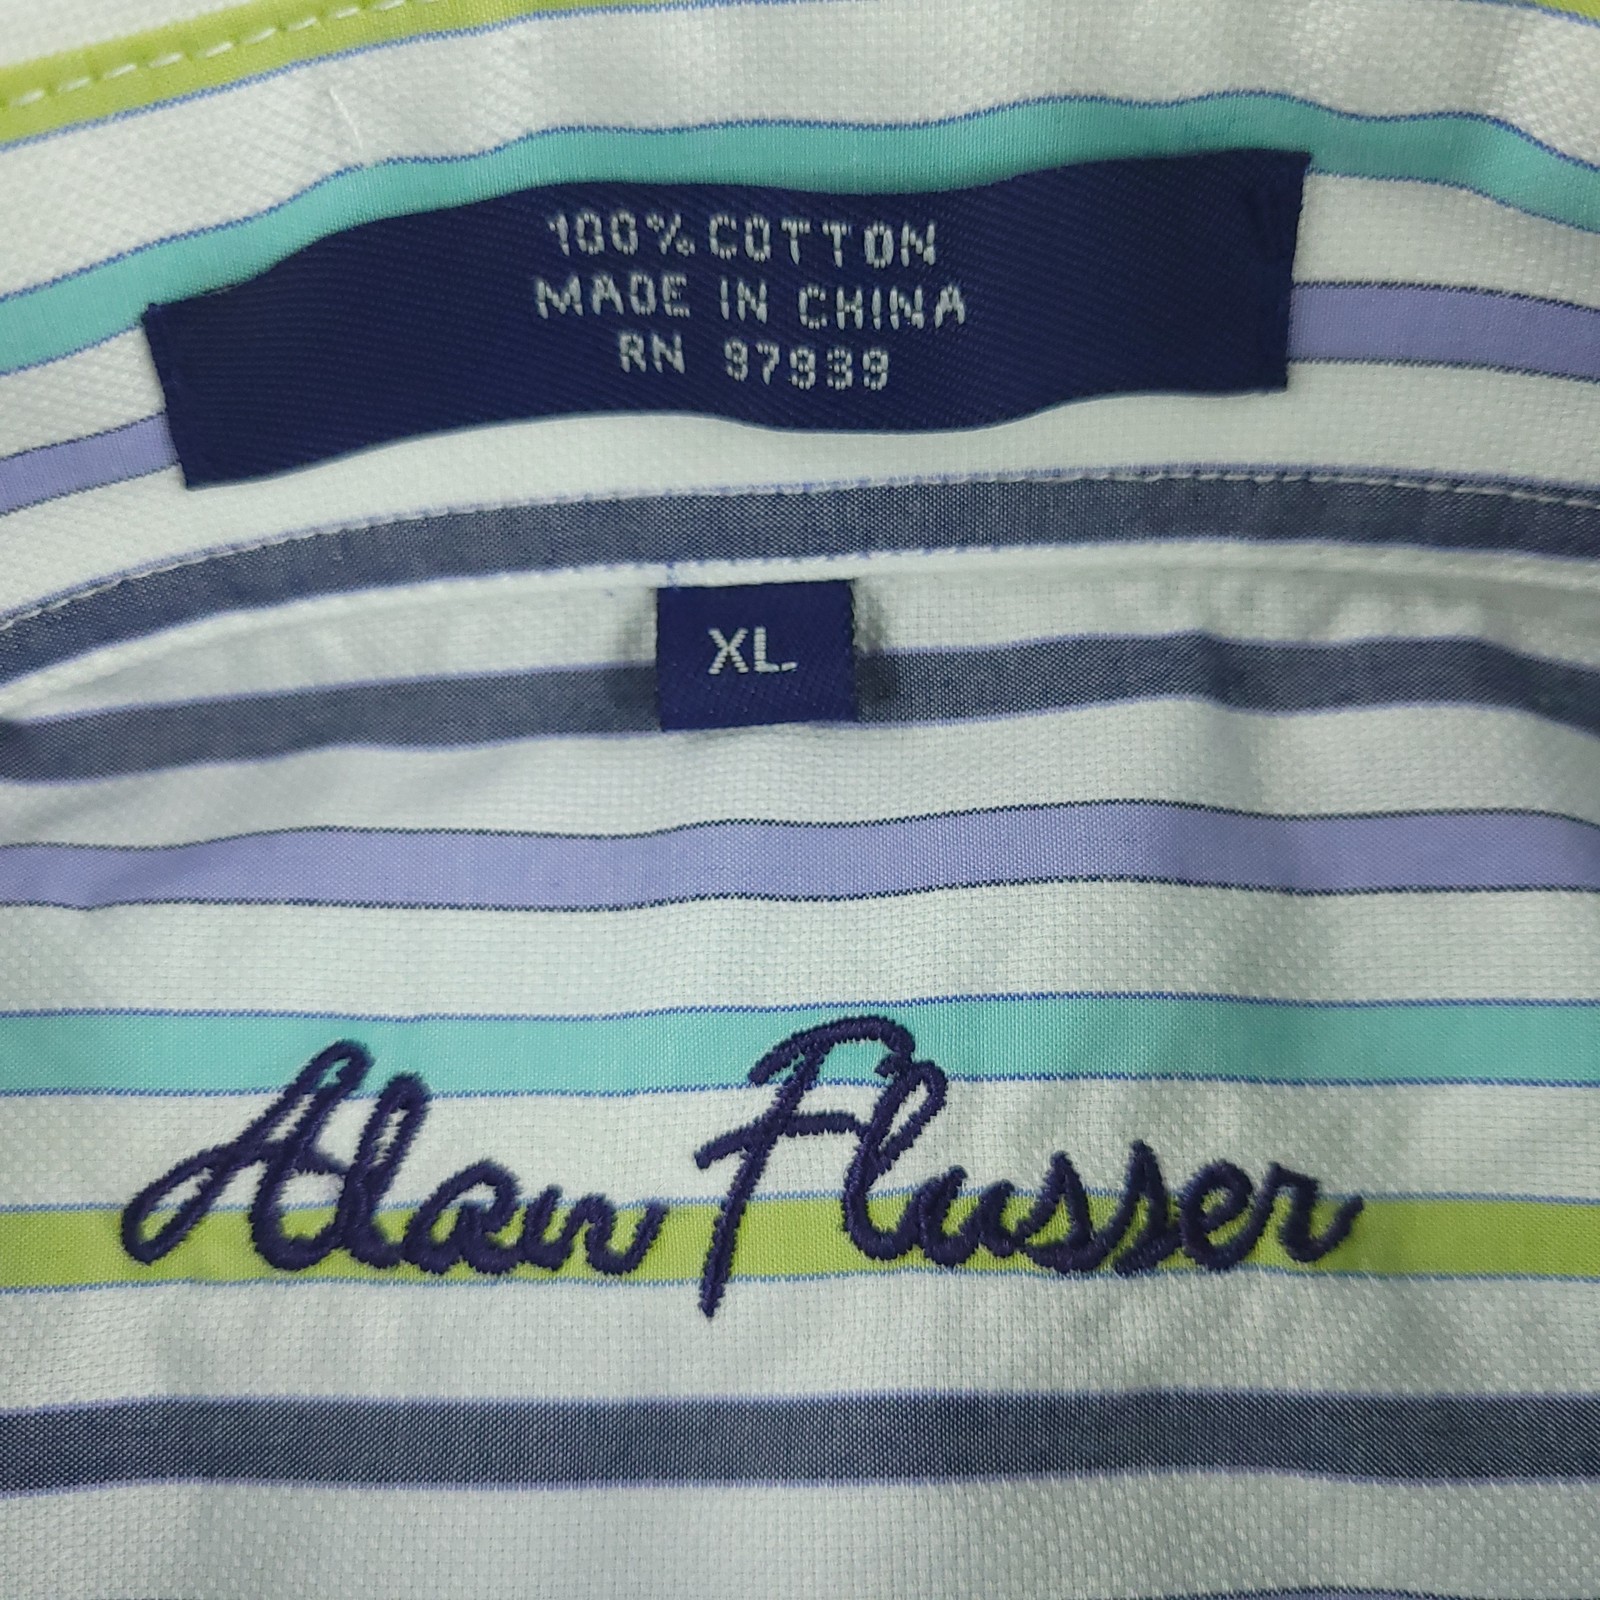 100% COTTON
MADE IN CHINA
RN 97939
XL
Alan Flusser